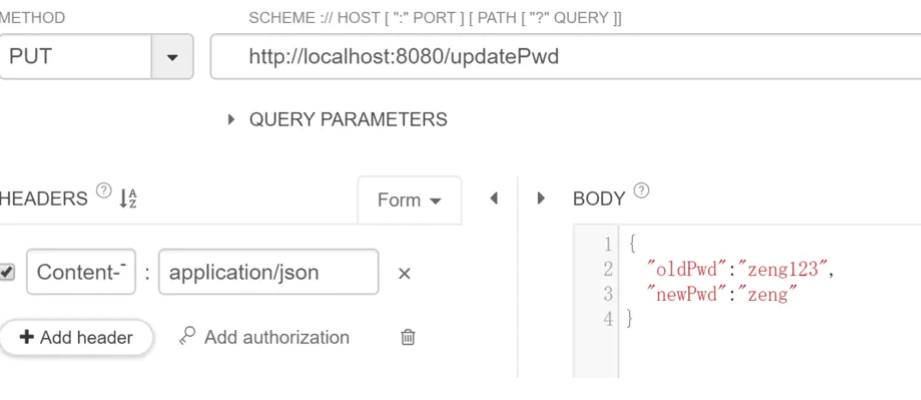 METHOD
SCHEME :// HOST [ ":" PORT ] [ PATH [ "?" QUERY ]]
PUT
http://localhost:8080/updatePwd
QUERY PARAMETERS
HEADERS ? A Z
Form
BODY ?
Content- : application/json ×
+ Add header
Add authorization
1 {
2 "oldPwd":"zeng123",
3 "newPwd":"zeng"
4 }